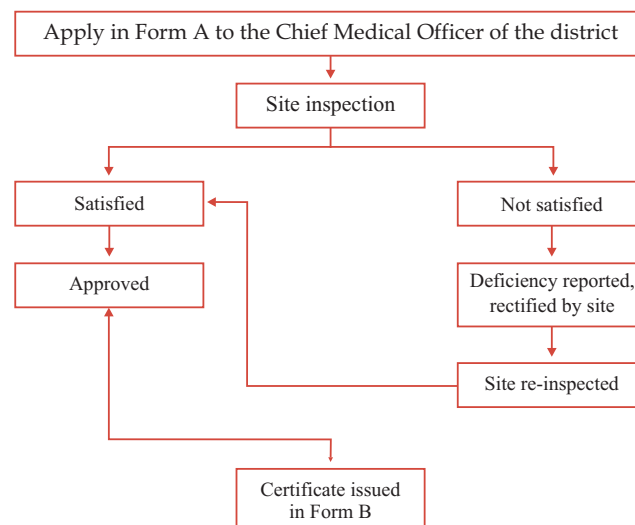 Apply in Form A to the Chief Medical Officer of the district
Site inspection
Satisfied
Not satisfied
Approved
Deficiency reported,
rectified by site
Site re-inspected
Certificate issued
in Form B